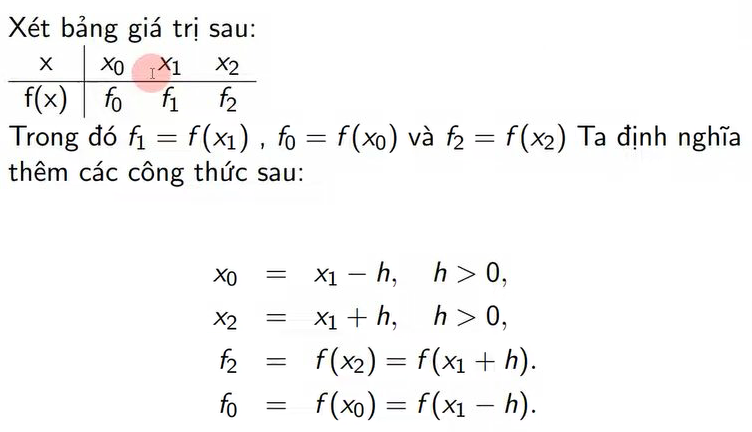 Xét bảng giá trị sau:
x x₀ x₁ x₂
f(x) f₀ f₁ f₂
Trong đó f₁ = f(x₁) , f₀ = f(x₀) và f₂ = f(x₂) Ta định nghĩa
thêm các công thức sau:
x₀ = x₁ − h, h > 0,
x₂ = x₁ + h, h > 0,
f₂ = f(x₂) = f(x₁ + h).
f₀ = f(x₀) = f(x₁ − h).